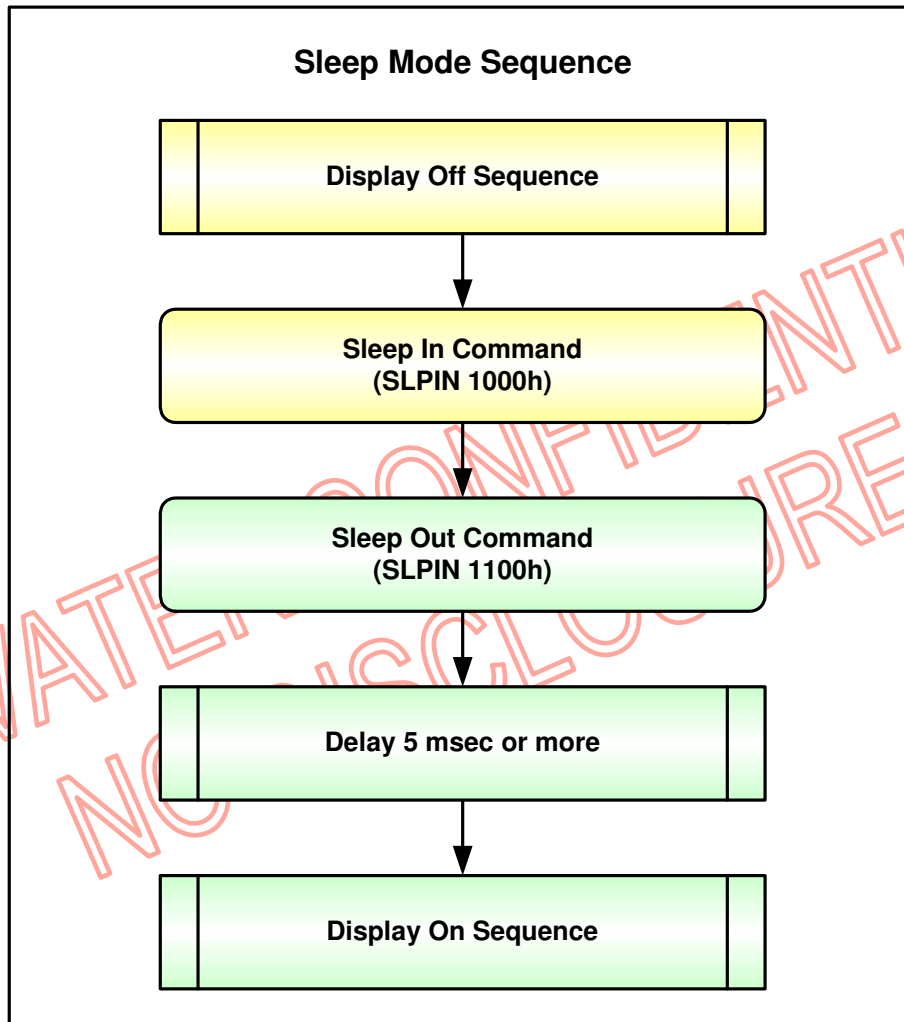 Sleep Mode Sequence
Display Off Sequence
Sleep In Command
(SLPIN 1000h)
Sleep Out Command
(SLPIN 1100h)
Delay 5 msec or more
Display On Sequence